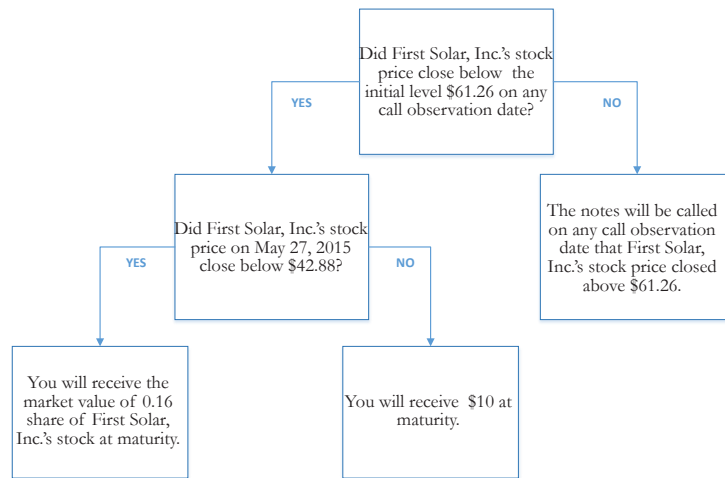 Did First Solar, Inc.'s stock
price close below the
initial level $61.26 on any
call observation date?
YES
NO
Did First Solar, Inc.'s stock
price on May 27, 2015
close below $42.88?
The notes will be called
on any call observation
date that First Solar,
Inc.'s stock price closed
above $61.26.
YES
NO
You will receive the
market value of 0.16
share of First Solar,
Inc.'s stock at maturity.
You will receive $10 at
maturity.